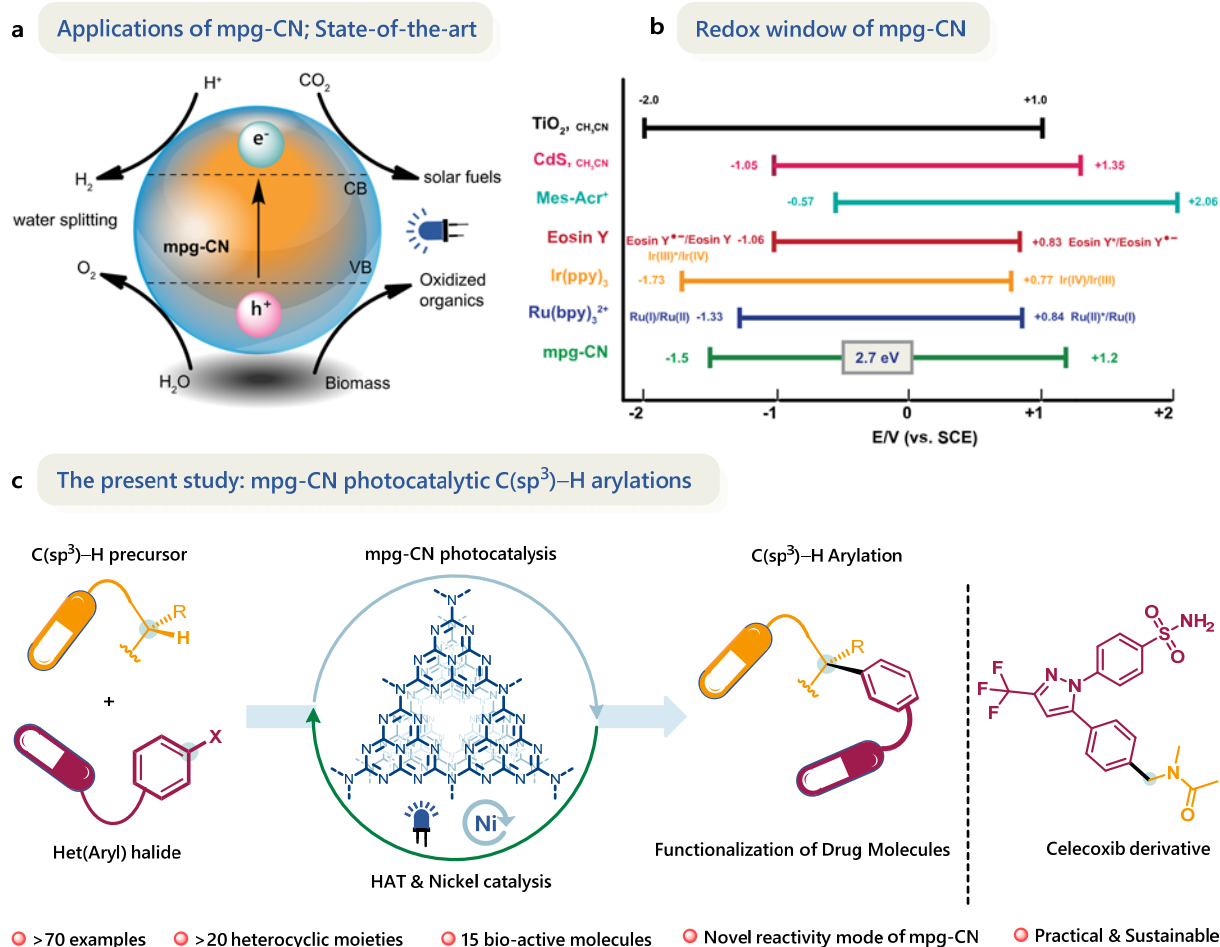 a Applications of mpg-CN; State-of-the-art
H⁺
CO₂
e⁻
H₂
CB
solar fuels
water splitting
mpg-CN
O₂
VB
Oxidized
organics
h⁺
H₂O
Biomass
b Redox window of mpg-CN
-2.0 +1.0
TiO₂, CH₃CN
CdS, CH₃CN -1.05 +1.35
Mes-Acr⁺ -0.57 +2.06
Eosin Y Eosin Y•−/Eosin Y -1.06 +0.83 Eosin Y*/Eosin Y•−
Ir(III)*/Ir(IV)
Ir(ppy)₃ -1.73 +0.77 Ir(IV)/Ir(III)
Ru(bpy)₃²⁺ Ru(I)/Ru(II) -1.33 +0.84 Ru(II)*/Ru(I)
mpg-CN -1.5 2.7 eV +1.2
-2 -1 0 +1 +2
E/V (vs. SCE)
c The present study: mpg-CN photocatalytic C(sp³)–H arylations
C(sp³)–H precursor
R
H
+
X
Het(Aryl) halide
mpg-CN photocatalysis
Ni
HAT & Nickel catalysis
C(sp³)–H Arylation
R
Functionalization of Drug Molecules
O
S NH₂
O
F
F
F
N
N
N
O
Celecoxib derivative
>70 examples
>20 heterocyclic moieties
15 bio-active molecules
Novel reactivity mode of mpg-CN
Practical & Sustainable